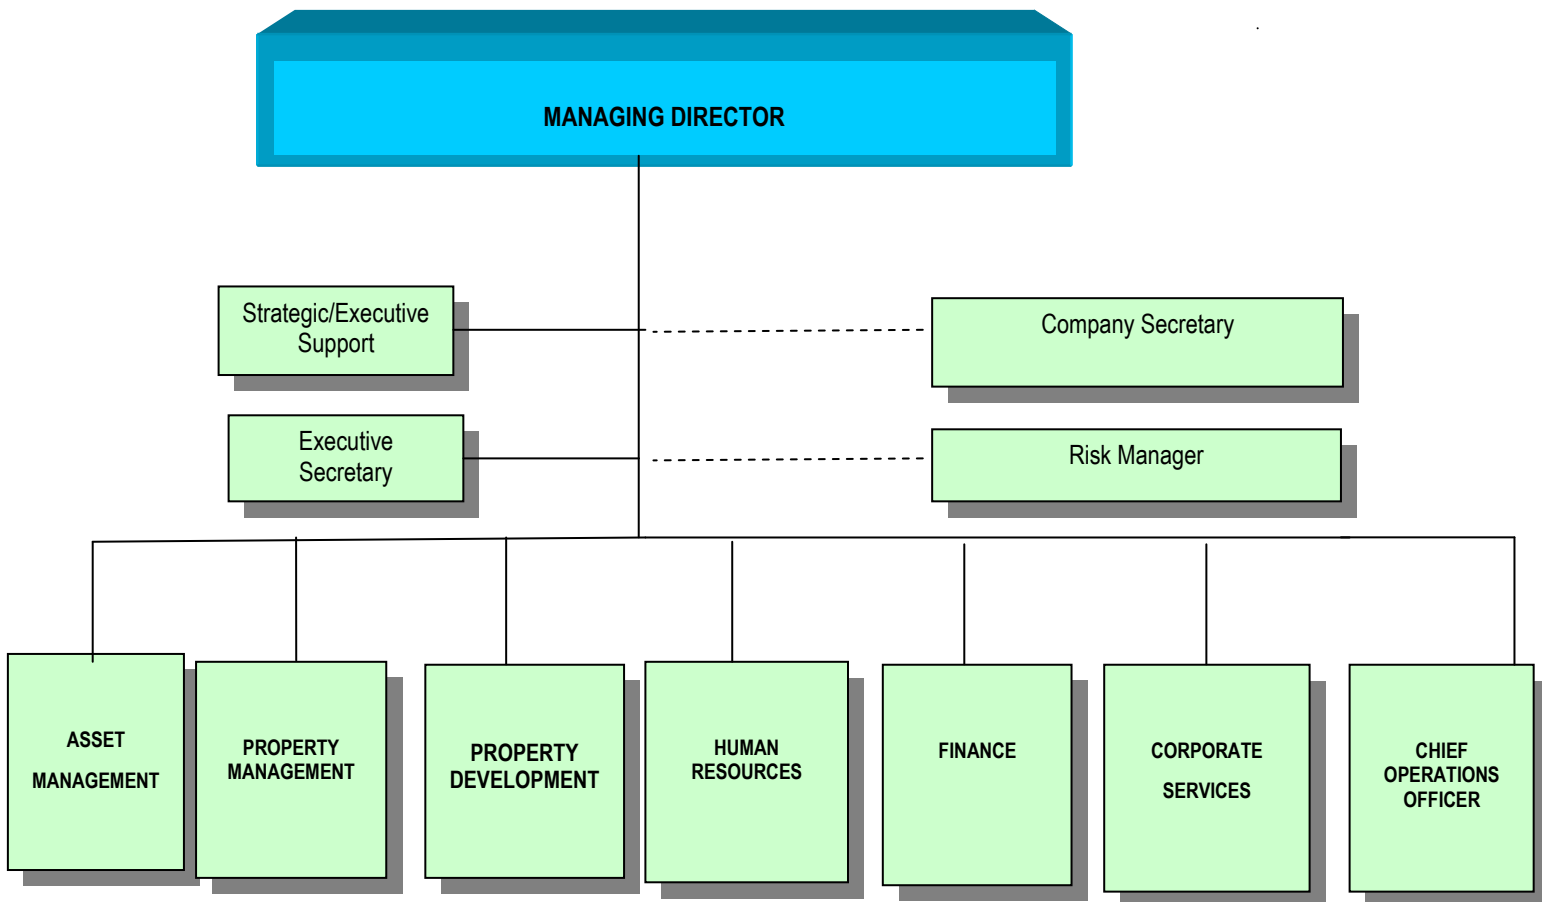 MANAGING DIRECTOR
Strategic/Executive
Support
Company Secretary
Executive
Secretary
Risk Manager
ASSET
MANAGEMENT
PROPERTY
MANAGEMENT
PROPERTY
DEVELOPMENT
HUMAN
RESOURCES
FINANCE
CORPORATE
SERVICES
CHIEF
OPERATIONS
OFFICER